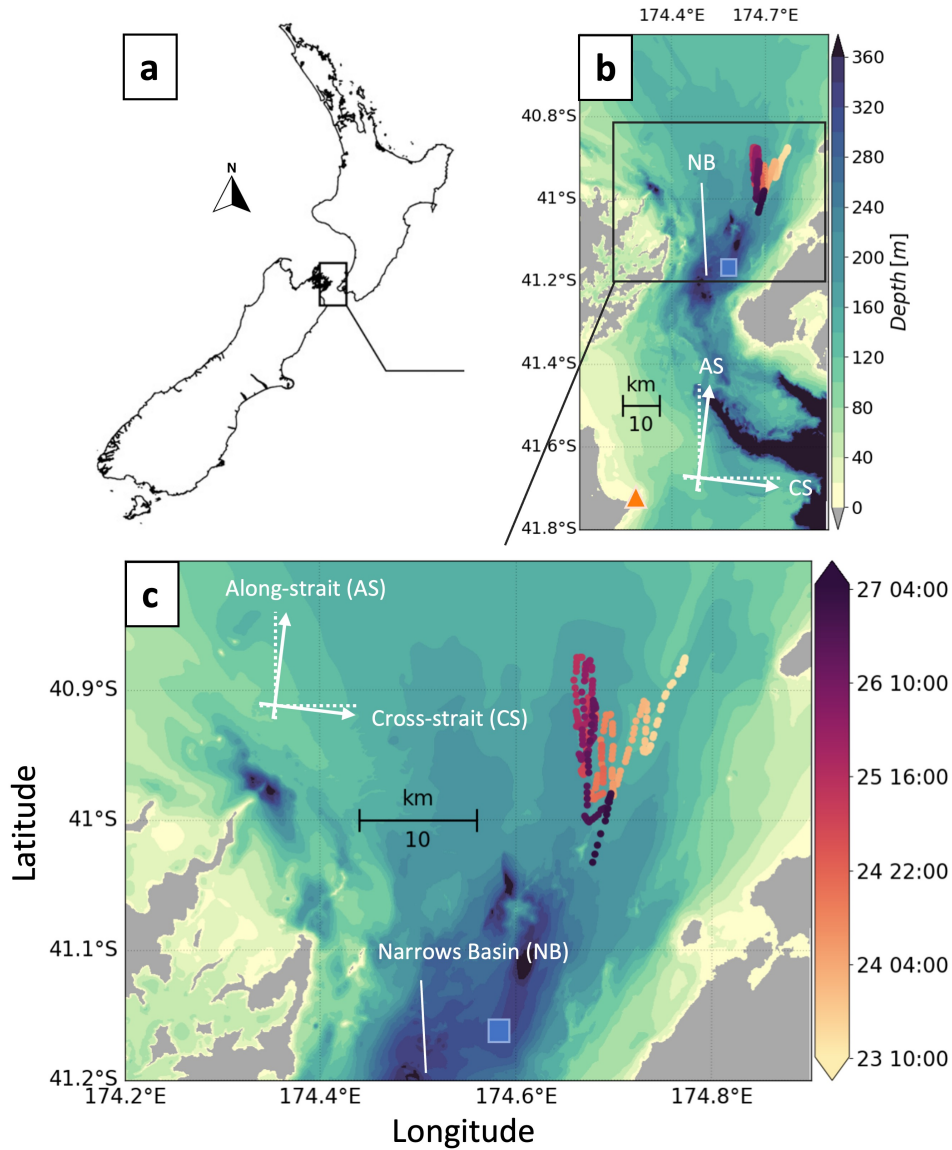 a
N
174.4°E 174.7°E
b
40.8°S
41°S
41.2°S
41.4°S
41.6°S
41.8°S
NB
AS
km
10
CS
360
320
280
240
200
160
120
80
40
0
Depth [m]
c
Along-strait (AS)
Cross-strait (CS)
km
10
Narrows Basin (NB)
40.9°S
41°S
41.1°S
41.2°S
Latitude
174.2°E 174.4°E 174.6°E 174.8°E
Longitude
27 04:00
26 10:00
25 16:00
24 22:00
24 04:00
23 10:00